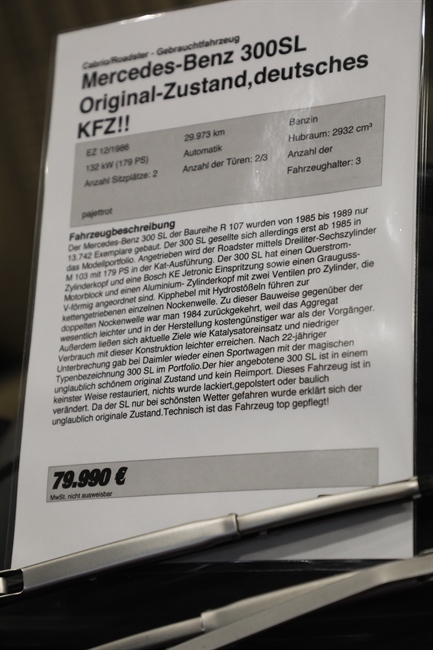 Cabrio/Roadster - Gebrauchtfahrzeug
Mercedes-Benz 300SL
Original-Zustand,deutsches
KFZ!!
EZ 12/1986 29.973 km Benzin
132 kW (179 PS) Automatik Hubraum: 2932 cm³
Anzahl Sitzplätze: 2 Anzahl der Türen: 2/3 Anzahl der
Fahrzeughalter: 3
pajettrot
Fahrzeugbeschreibung
Der Mercedes-Benz 300 SL der Baureihe R 107 wurden von 1985 bis 1989 nur
13.742 Exemplare gebaut. Der 300 SL gesellte sich allerdings erst ab 1985 in
das Modellportfolio. Angetrieben wird der Roadster mittels Dreiliter-Sechszylinder
M 103 mit 179 PS in der Kat-Ausführung. Der 300 SL hat einen Querstrom-
Zylinderkopf und eine Bosch KE Jetronic Einspritzung sowie einen Grauguss-
Motorblock und einen Aluminium- Zylinderkopf mit zwei Ventilen pro Zylinder, die
V-förmig angeordnet sind. Kipphebel mit Hydrostößeln führen zur
kettengetriebenen einzelnen Nockenwelle. Zu dieser Bauweise gegenüber der
doppelten Nockenwelle war man 1984 zurückgekehrt, weil das Aggregat
wesentlich leichter und in der Herstellung kostengünstiger war als der Vorgänger.
Außerdem ließen sich aktuelle Ziele wie Katalysatoreinsatz und niedriger
Verbrauch mit dieser Konstruktion leichter erreichen. Nach 22-jähriger
Unterbrechung gab bei Daimler wieder einen Sportwagen mit der magischen
Typenbezeichnung 300 SL im Portfolio.Der hier angebotene 300 SL ist in einem
unglaublich schönem original Zustand und kein Reimport. Dieses Fahrzeug ist in
keinster Weise restauriert, nichts wurde lackiert,gepolstert oder baulich
verändert. Da der SL nur bei schönsten Wetter gefahren wurde erklärt sich der
unglaublich originale Zustand.Technisch ist das Fahrzeug top gepflegt!
79.990 €
MwSt. nicht ausweisbar